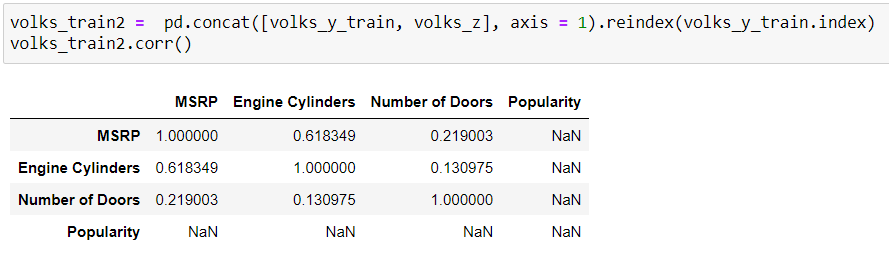 volks_train2 =  pd.concat([volks_y_train, volks_z], axis = 1).reindex(volks_y_train.index)
volks_train2.corr()
MSRP Engine Cylinders Number of Doors Popularity
MSRP 1.000000 0.618349 0.219003 NaN
Engine Cylinders 0.618349 1.000000 0.130975 NaN
Number of Doors 0.219003 0.130975 1.000000 NaN
Popularity NaN NaN NaN NaN